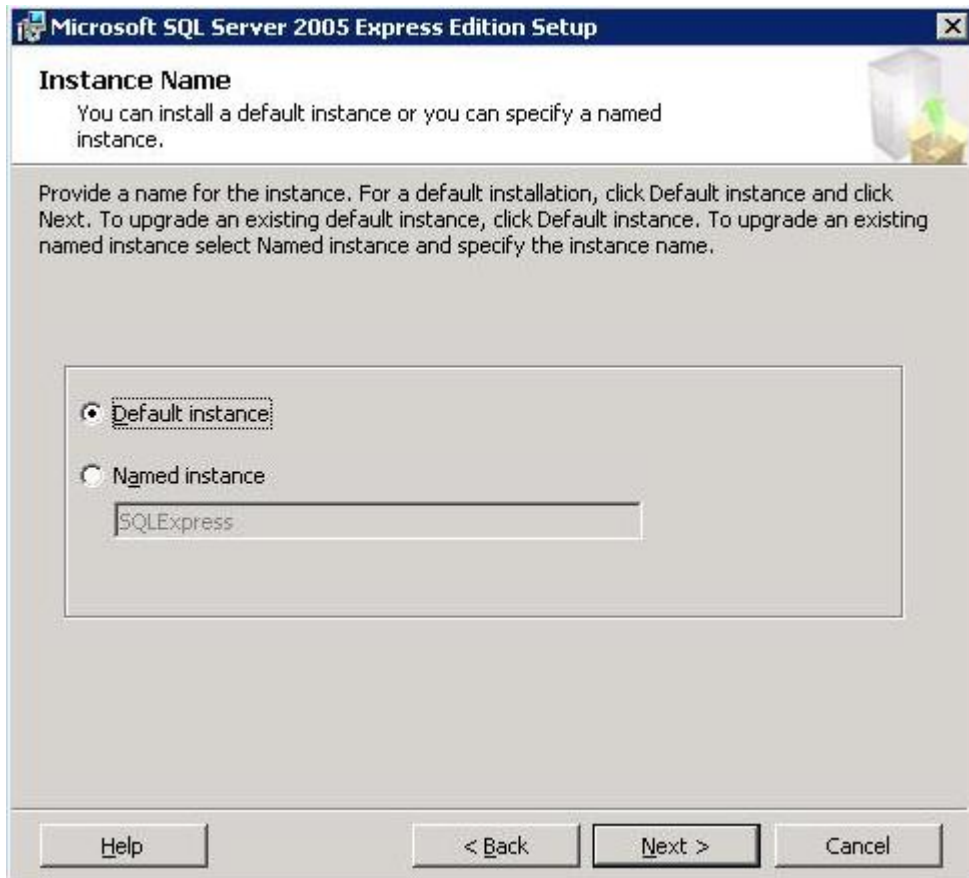 Microsoft SQL Server 2005 Express Edition Setup
Instance Name
You can install a default instance or you can specify a named
instance.
Provide a name for the instance. For a default installation, click Default instance and click
Next. To upgrade an existing default instance, click Default instance. To upgrade an existing
named instance select Named instance and specify the instance name.
Default instance
Named instance
SQLExpress
Help
< Back
Next >
Cancel